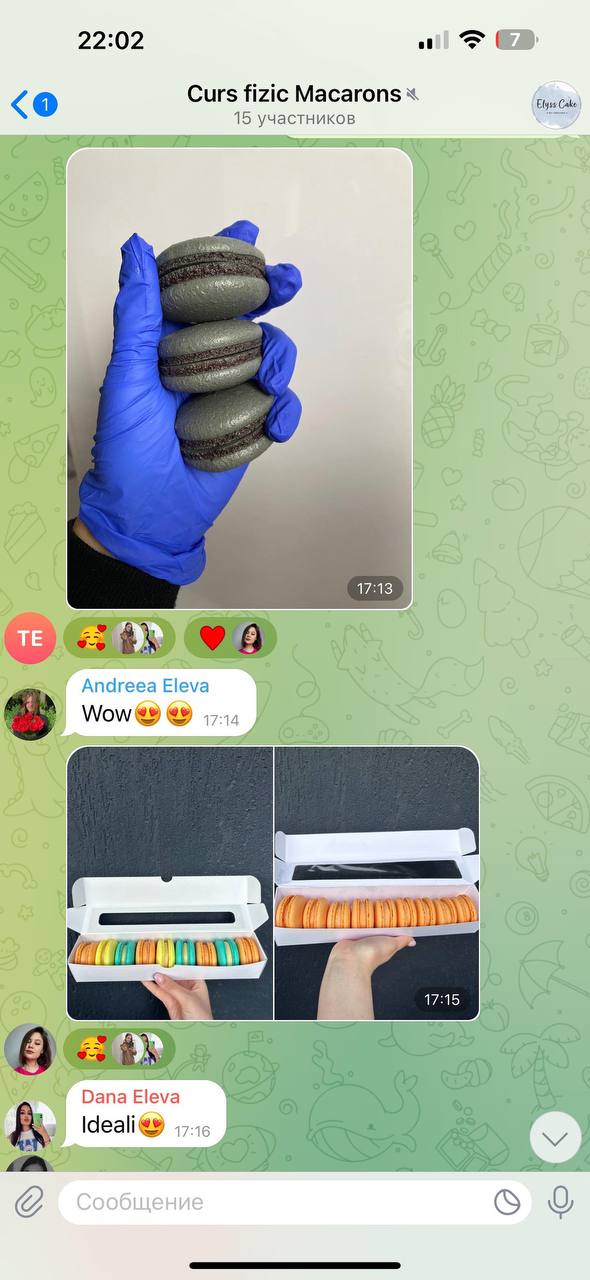 22:02
7
1
Curs fizic Macarons
15 участников
Elyss Cake
17:13
TE
Andreea Eleva
Wow😍😍 17:14
17:15
Dana Eleva
Ideali😍 17:16
Сообщение